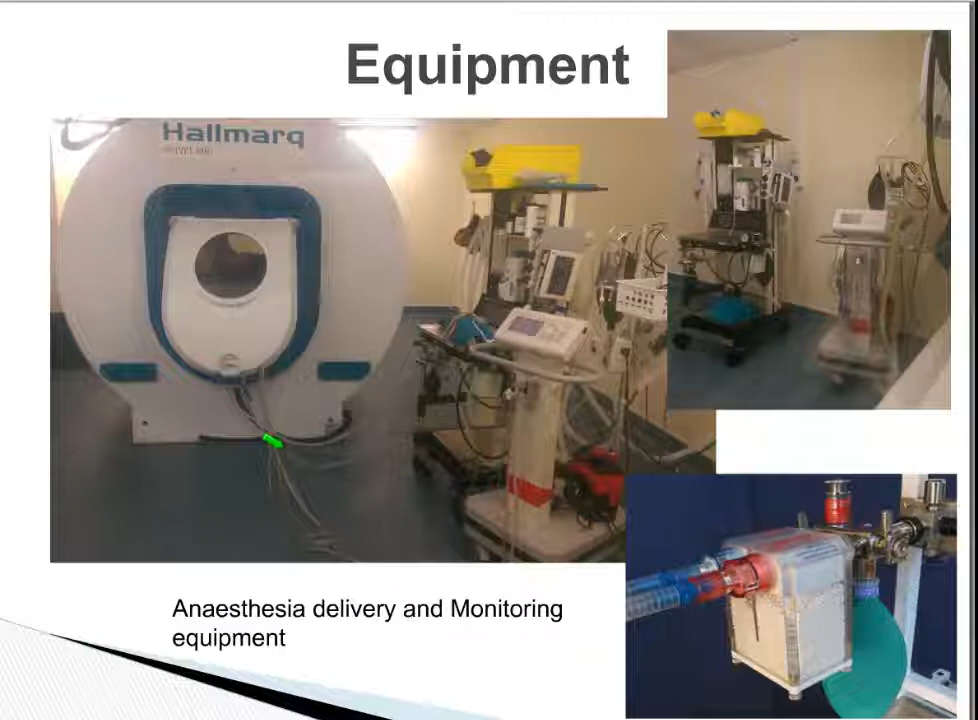 Equipment
Hallmarq
Anaesthesia delivery and Monitoring
equipment